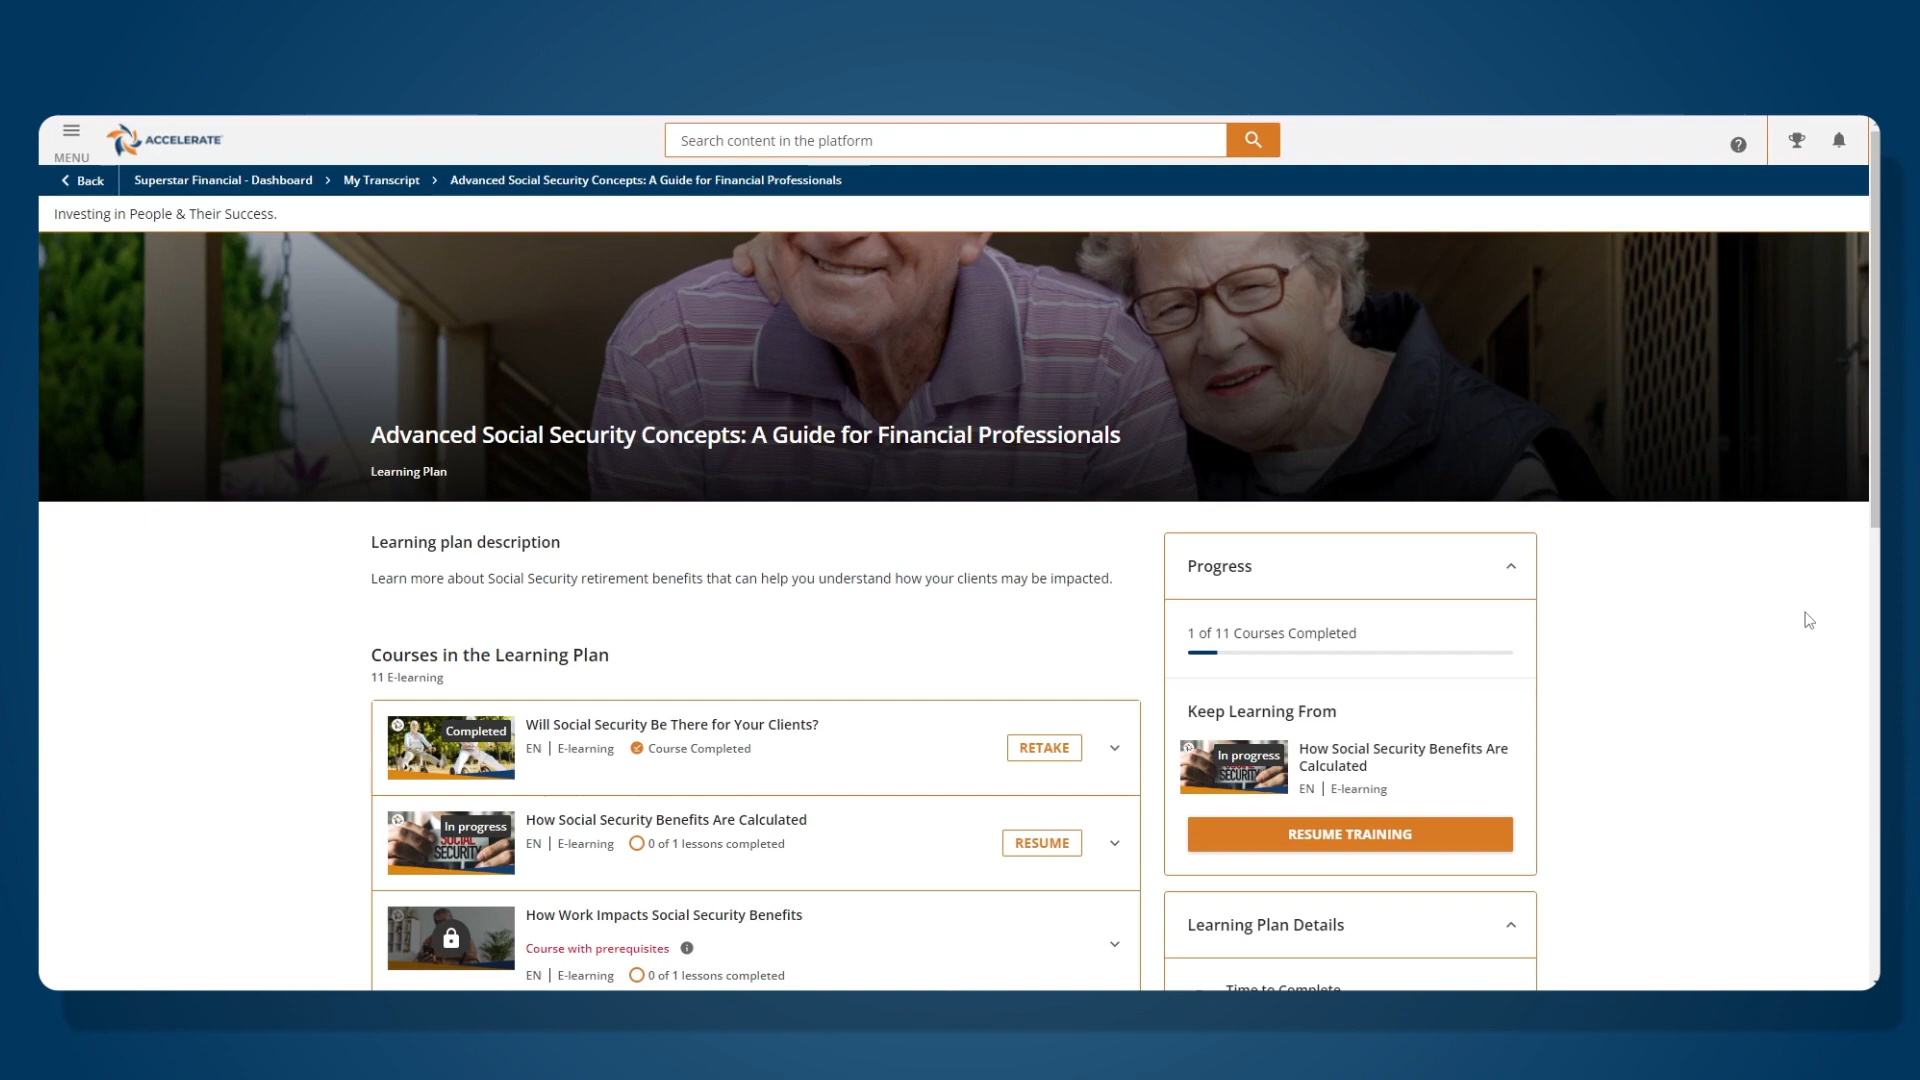 MENU
ACCELERATE
Search content in the platform
Back
Superstar Financial - Dashboard > My Transcript > Advanced Social Security Concepts: A Guide for Financial Professionals
Investing in People & Their Success.
Advanced Social Security Concepts: A Guide for Financial Professionals
Learning Plan
Learning plan description
Learn more about Social Security retirement benefits that can help you understand how your clients may be impacted.
Courses in the Learning Plan
11 E-learning
Completed
Will Social Security Be There for Your Clients?
EN | E-learning Course Completed
RETAKE
In progress
SOCIAL
SECURITY
How Social Security Benefits Are Calculated
EN | E-learning 0 of 1 lessons completed
RESUME
How Work Impacts Social Security Benefits
Course with prerequisites
EN | E-learning 0 of 1 lessons completed
Progress
1 of 11 Courses Completed
Keep Learning From
In progress
SECURITY
How Social Security Benefits Are
Calculated
EN | E-learning
RESUME TRAINING
Learning Plan Details
Time to Complete